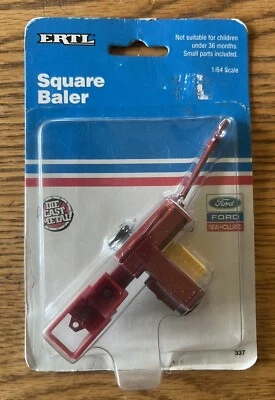 ERTL
Not suitable for children
under 36 months.
Small parts included.
Square
Baler
1/64 Scale
DIE
CAST
METAL!
Ford
FORD
NEW HOLLAND
337